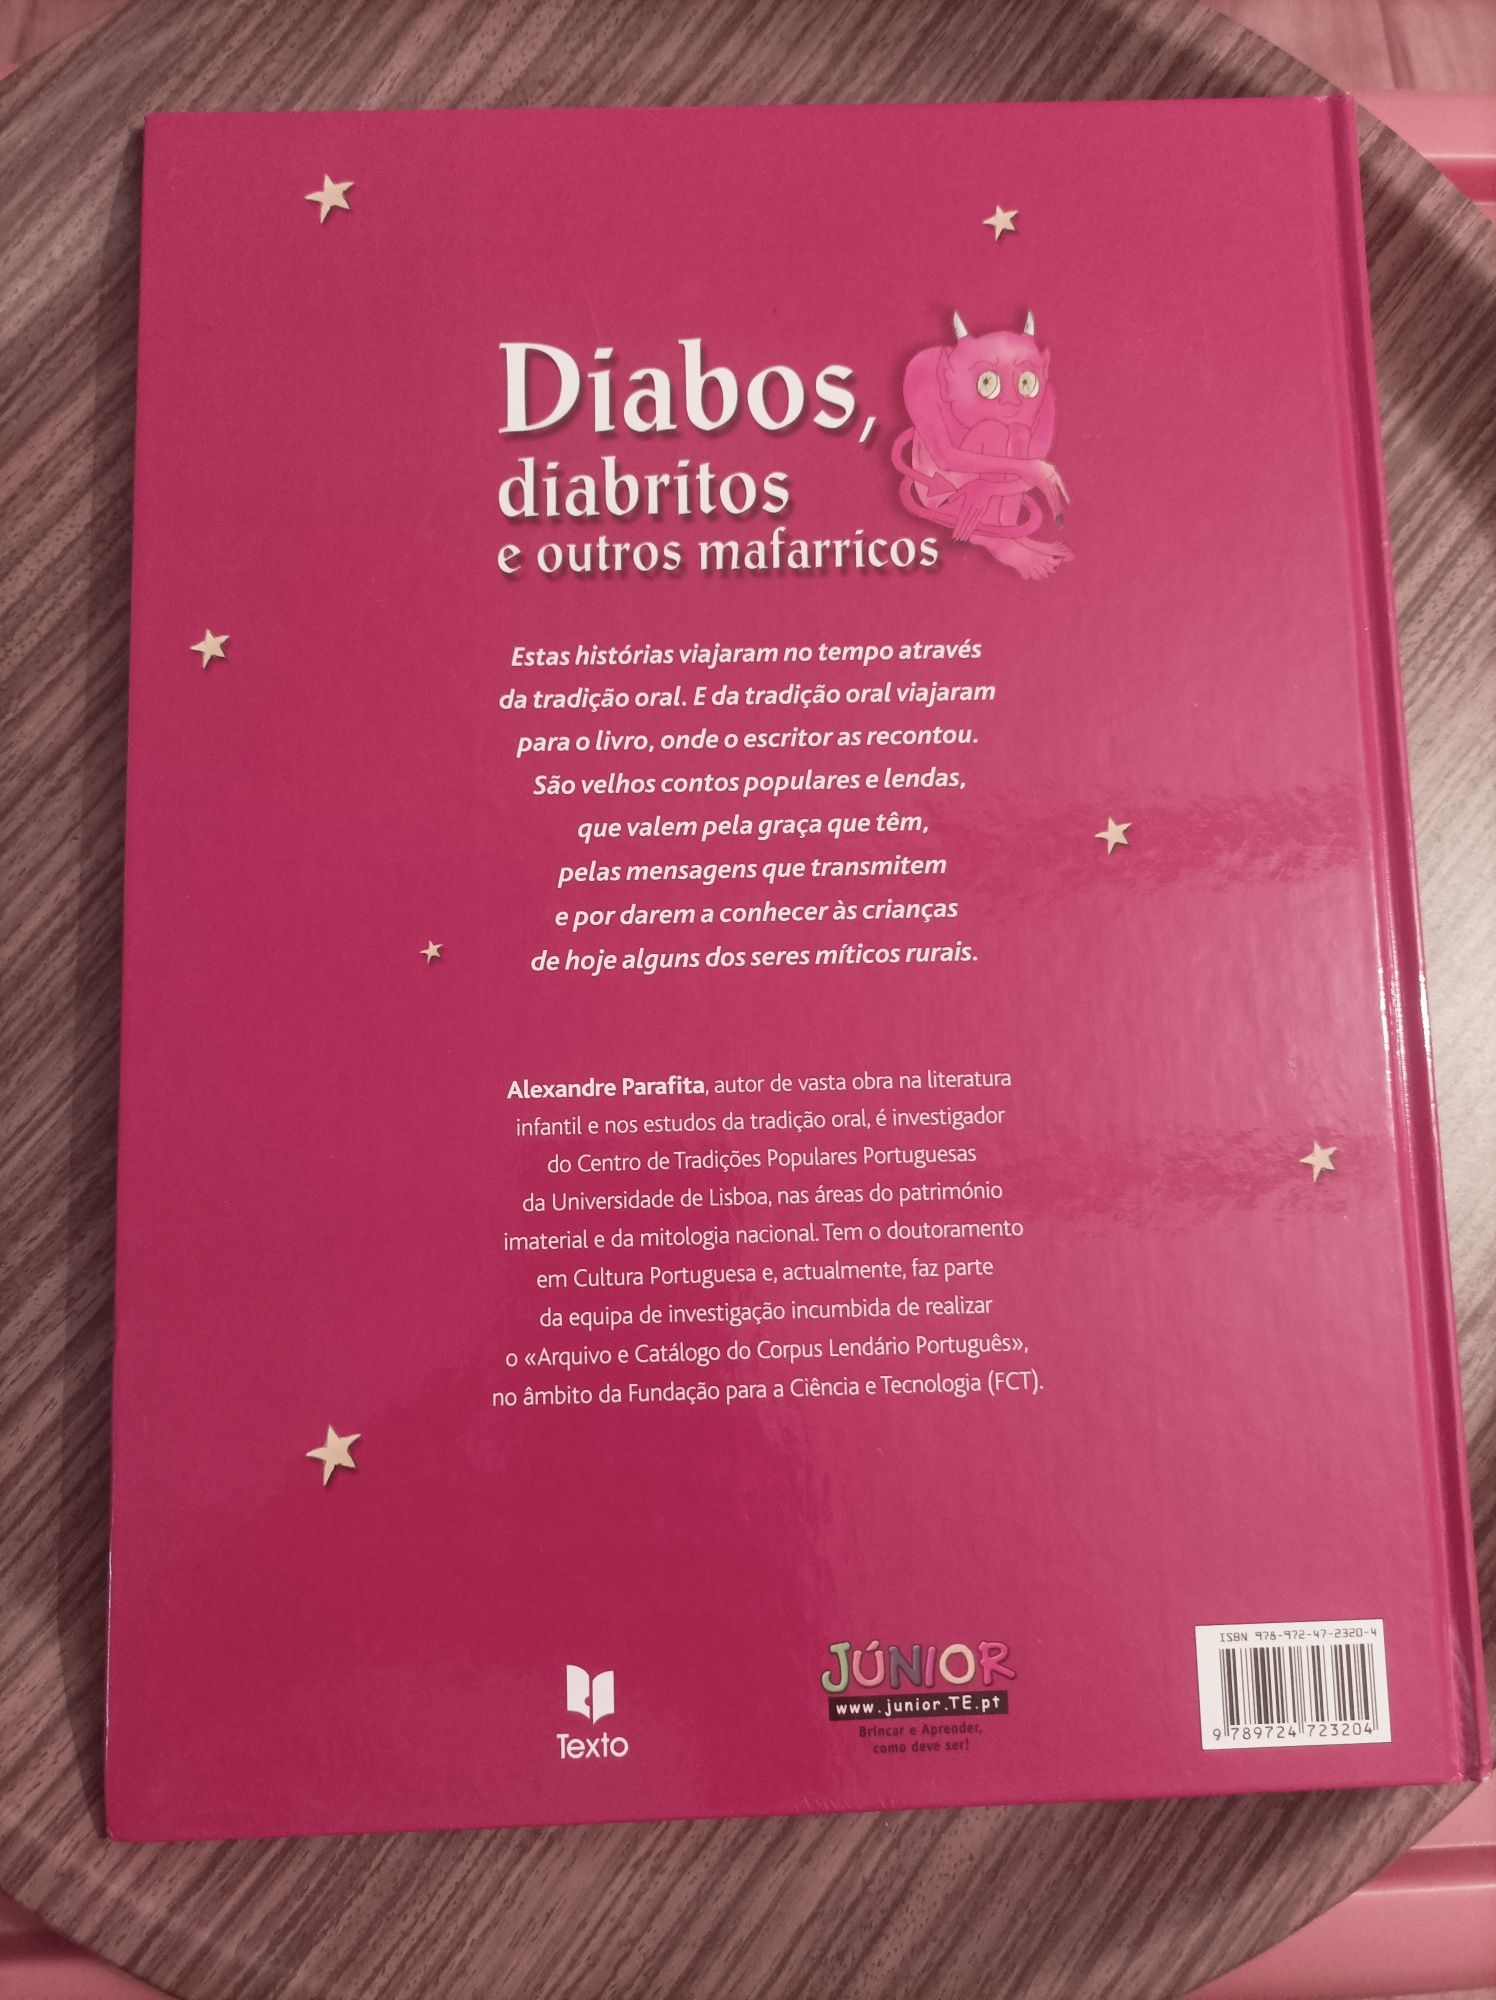 Diabos,
diabritos
e outros mafarricos
Estas histórias viajaram no tempo através
da tradição oral. E da tradição oral viajaram
para o livro, onde o escritor as recontou.
São velhos contos populares e lendas,
que valem pela graça que têm,
pelas mensagens que transmitem
e por darem a conhecer às crianças
de hoje alguns dos seres míticos rurais.
Alexandre Parafita, autor de vasta obra na literatura
infantil e nos estudos da tradição oral, é investigador
do Centro de Tradições Populares Portuguesas
da Universidade de Lisboa, nas áreas do património
imaterial e da mitologia nacional. Tem o doutoramento
em Cultura Portuguesa e, actualmente, faz parte
da equipa de investigação incumbida de realizar
o «Arquivo e Catálogo do Corpus Lendário Português»,
no âmbito da Fundação para a Ciência e Tecnologia (FCT).
Texto
JÚNIOR
www.junior.TE.pt
Brincar e Aprender,
como deve ser!
ISBN 978-972-47-2320-4
9 789724 723204